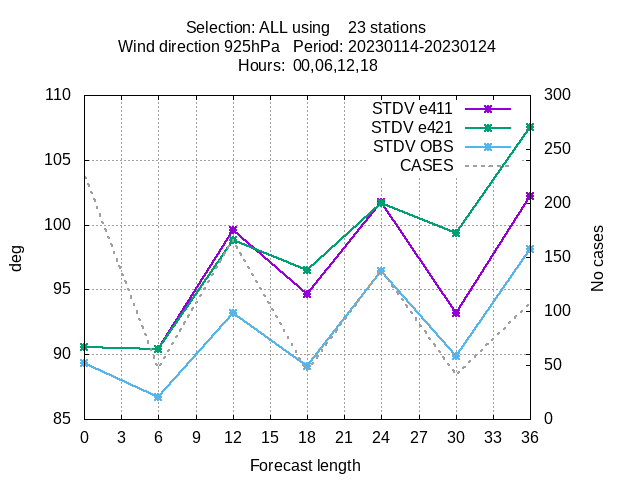 Selection: ALL using    23 stations
Wind direction 925hPa   Period: 20230114-20230124
Hours:  00,06,12,18
110
105
100
95
90
85
300
250
200
150
100
50
0
STDV e411
STDV e421
STDV OBS
CASES
deg
No cases
0 3 6 9 12 15 18 21 24 27 30 33 36
Forecast length